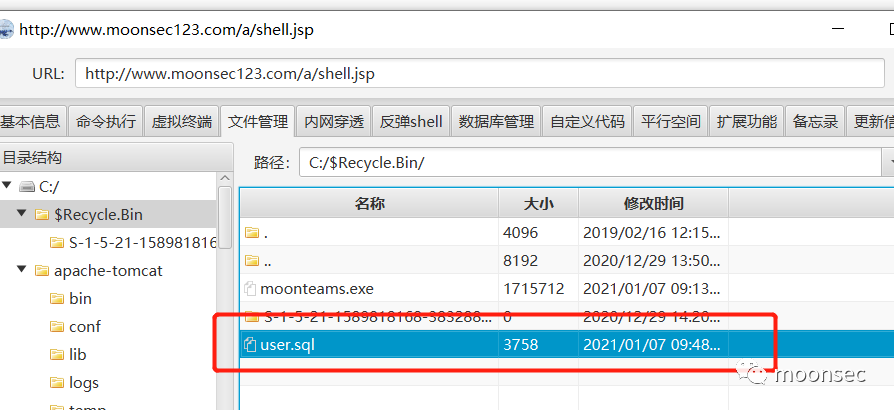 http://www.moonsec123.com/a/shell.jsp
URL: http://www.moonsec123.com/a/shell.jsp
基本信息 命令执行 虚拟终端 文件管理 内网穿透 反弹shell 数据库管理 自定义代码 平行空间 扩展功能 备忘录 更新信
目录结构
路径: C:/$Recycle.Bin/
C:/
$Recycle.Bin
S-1-5-21-158981816
apache-tomcat
bin
conf
lib
logs
temp
名称 大小 修改时间
. 4096 2019/02/16 12:15...
.. 8192 2020/12/29 13:50...
moonteams.exe 1715712 2021/01/07 09:13...
S-1-5-21-1589818168-383288... 0 2020/12/29 14:20...
user.sql 3758 2021/01/07 09:48...
moonsec